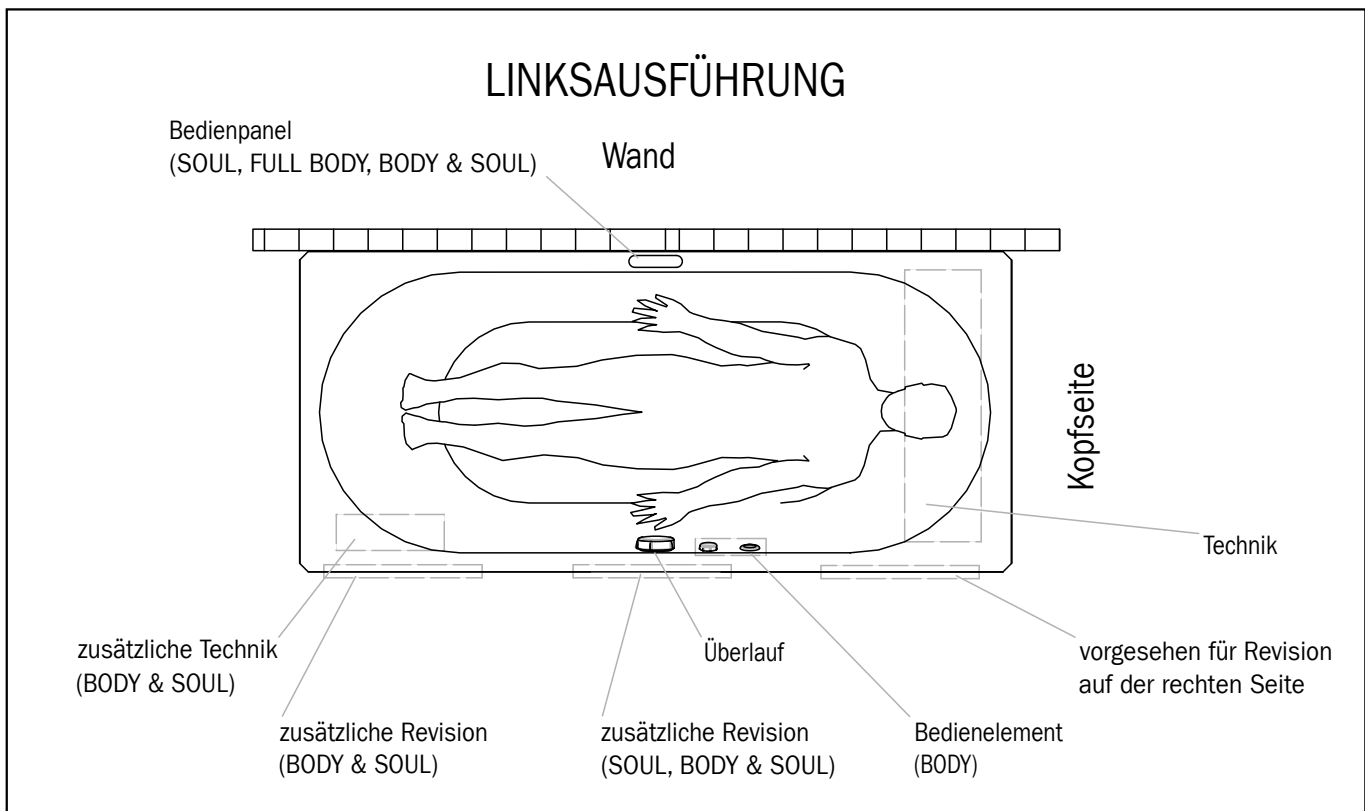 LINKSAUSFÜHRUNG
Bedienpanel
(SOUL, FULL BODY, BODY & SOUL)
Wand
Kopfseite
Technik
zusätzliche Technik
(BODY & SOUL)
Überlauf
vorgesehen für Revision
auf der rechten Seite
zusätzliche Revision
(BODY & SOUL)
zusätzliche Revision
(SOUL, BODY & SOUL)
Bedienelement
(BODY)